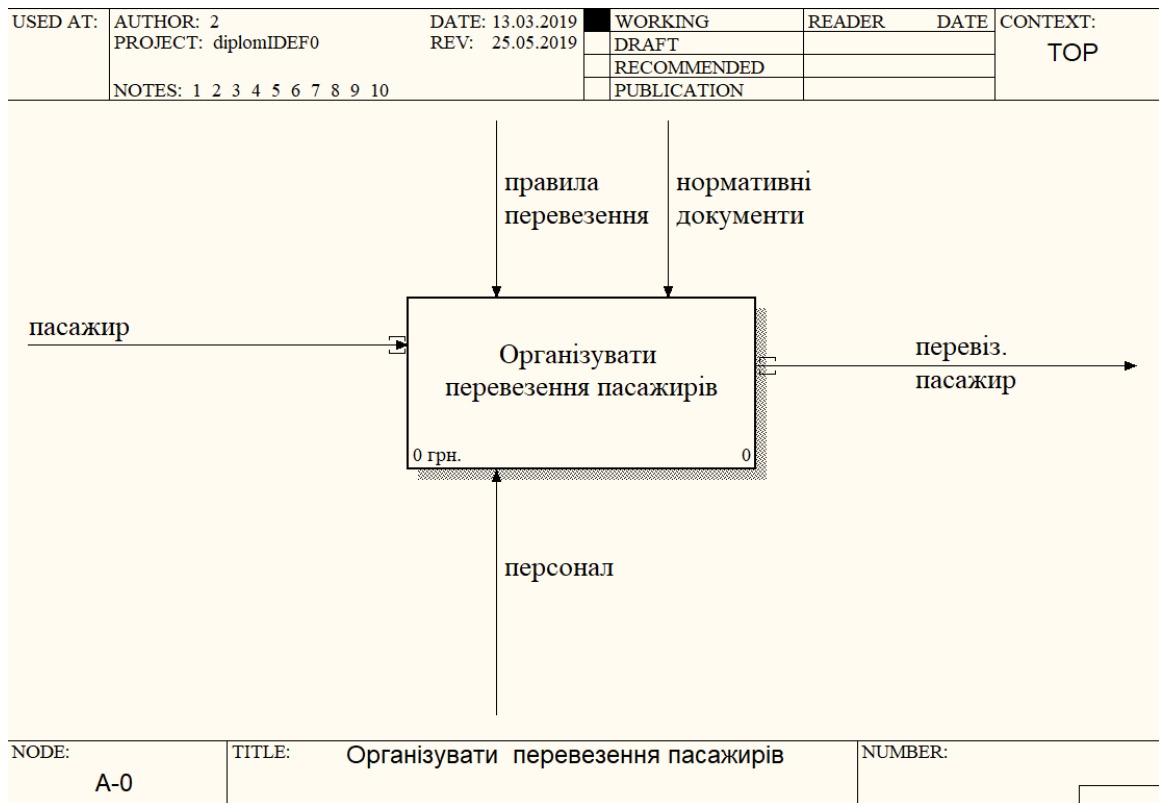 USED AT: AUTHOR: 2 DATE: 13.03.2019 WORKING READER DATE CONTEXT:
PROJECT: diplomIDEF0 REV: 25.05.2019 DRAFT TOP
RECOMMENDED
NOTES: 1 2 3 4 5 6 7 8 9 10 PUBLICATION
правила
перевезення
нормативні
документи
пасажир
Організувати
перевезення пасажирів
0 грн. 0
перевіз.
пасажир
персонал
NODE: TITLE: Організувати перевезення пасажирів NUMBER:
A-0